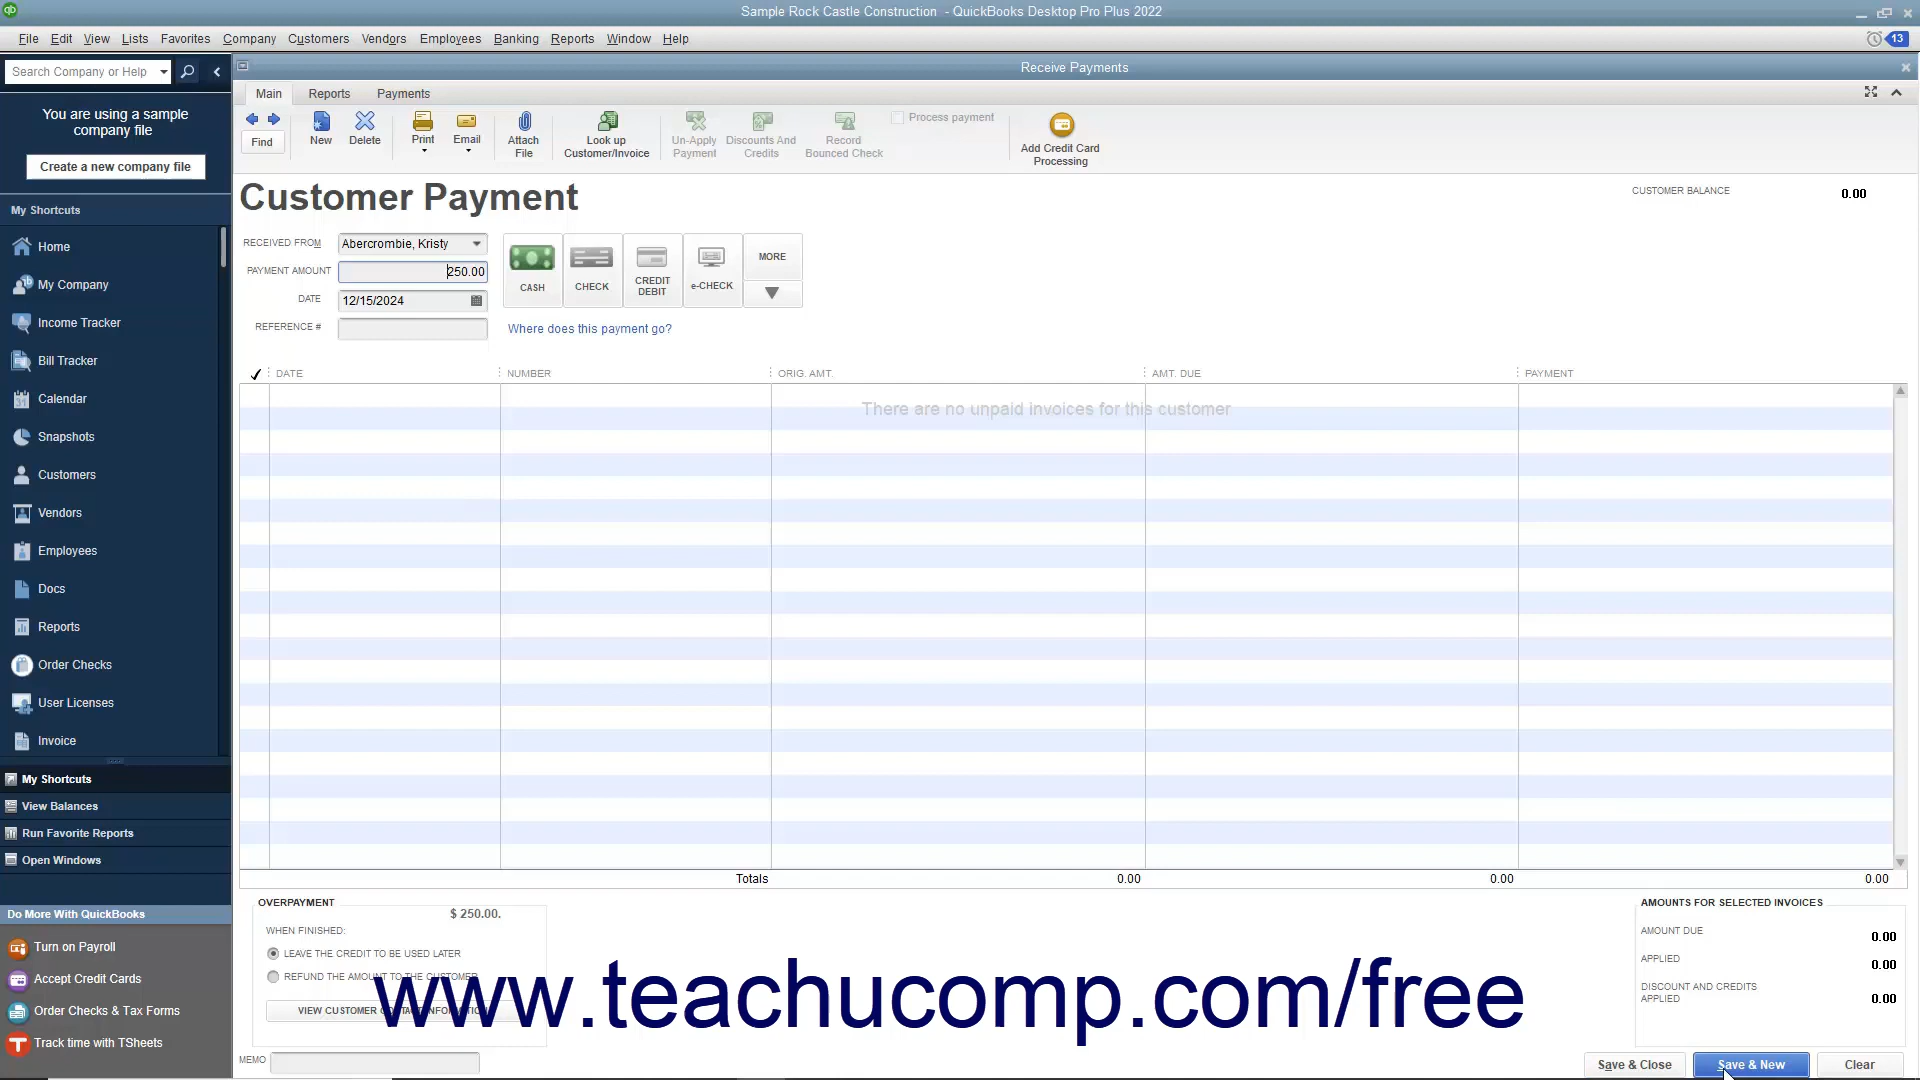 Sample Rock Castle Construction - QuickBooks Desktop Pro Plus 2022
File Edit View Lists Favorites Company Customers Vendors Employees Banking Reports Window Help
13
Search Company or Help
Receive Payments
You are using a sample
company file
Create a new company file
My Shortcuts
Home
My Company
Income Tracker
Bill Tracker
Calendar
Snapshots
Customers
Vendors
Employees
Docs
Reports
Order Checks
User Licenses
Invoice
My Shortcuts
View Balances
Run Favorite Reports
Open Windows
Do More With QuickBooks
Turn on Payroll
Accept Credit Cards
Order Checks & Tax Forms
Track time with TSheets
Main Reports Payments
Find
New
Delete
Print
Email
Attach
File
Look up
Customer/Invoice
Un-Apply
Payment
Discounts And
Credits
Record
Bounced Check
Process payment
Add Credit Card
Processing
Customer Payment
CUSTOMER BALANCE 0.00
RECEIVED FROM Abercrombie, Kristy
PAYMENT AMOUNT 250.00
DATE 12/15/2024
REFERENCE #
CASH
CHECK
CREDIT
DEBIT
e-CHECK
MORE
Where does this payment go?
DATE NUMBER ORIG. AMT. AMT. DUE PAYMENT
There are no unpaid invoices for this customer
Totals 0.00 0.00 0.00
OVERPAYMENT
$ 250.00.
WHEN FINISHED:
LEAVE THE CREDIT TO BE USED LATER
REFUND THE AMOUNT TO THE CUSTOMER
VIEW CUSTOMER CONTACT INFORMATION
MEMO
www.teachucomp.com/free
AMOUNTS FOR SELECTED INVOICES
AMOUNT DUE 0.00
APPLIED 0.00
DISCOUNT AND CREDITS
APPLIED 0.00
Save & Close Save & New Clear